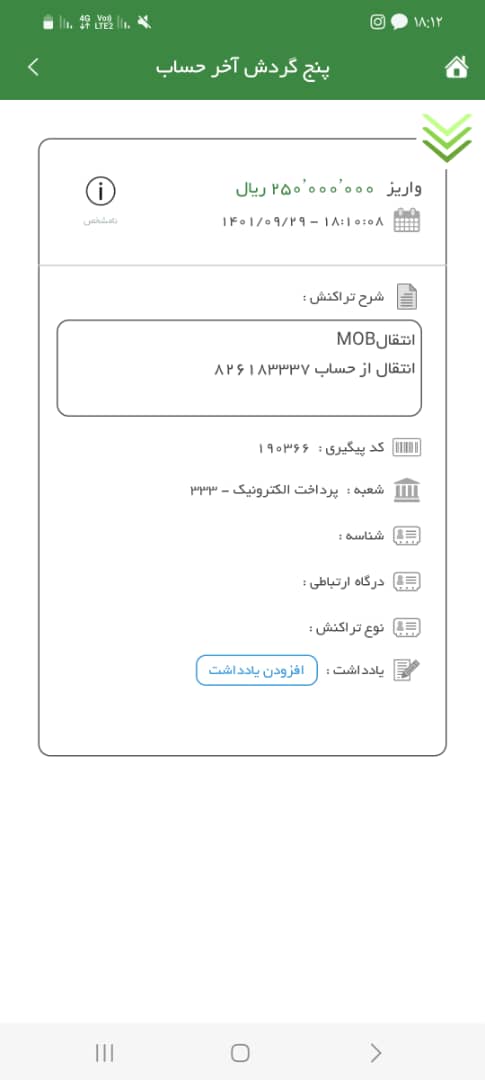 ۱۸:۱۲
4G
Vo))
LTE2
پنج گردش آخر حساب
واریز ۲۵۰٬۰۰۰٬۰۰۰ ریال
۱۴۰۱/۰۹/۲۹ - ۱۸:۱۰:۰۸
نامشخص
شرح تراکنش :
انتقالMOB
انتقال از حساب ۸۲۶۱۸۳۳۳۷
کد پیگیری : ۱۹۰۳۶۶
شعبه : پرداخت الکترونیک - ۳۳۳
شناسه :
درگاه ارتباطی :
نوع تراکنش :
یادداشت : افزودن یادداشت